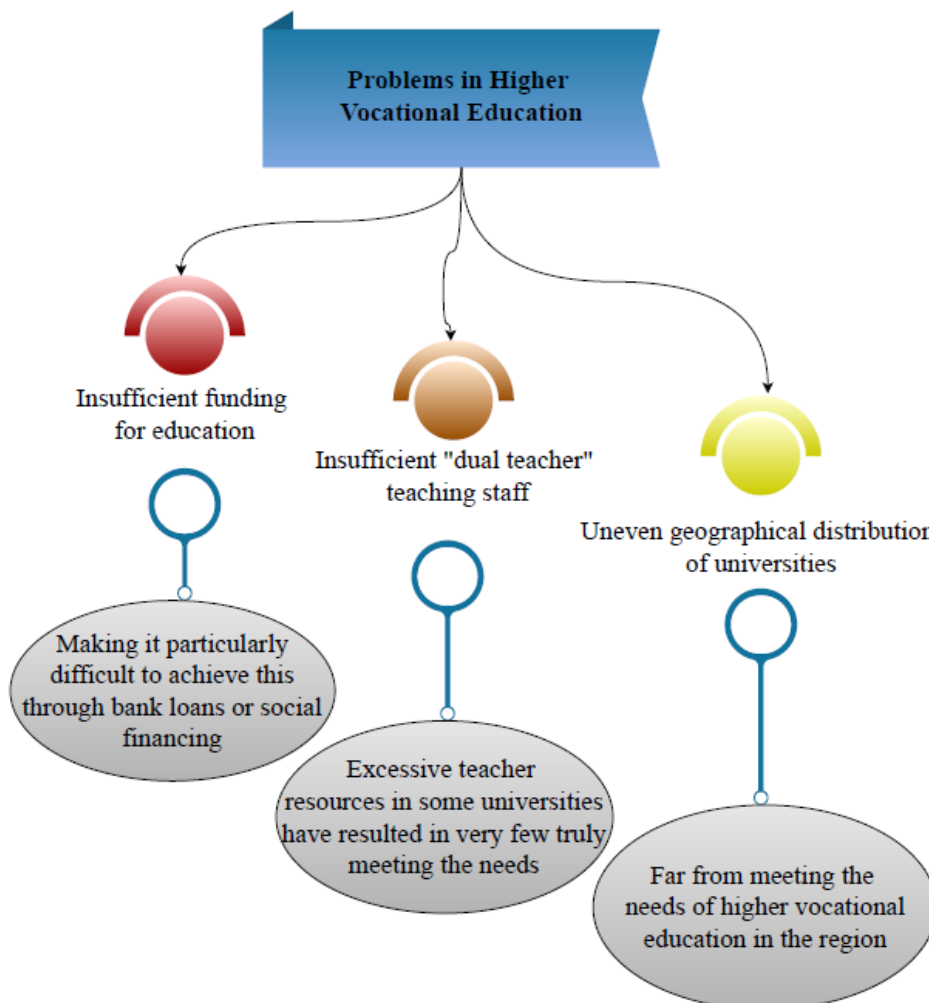 Problems in Higher
Vocational Education
Insufficient funding
for education
Insufficient "dual teacher"
teaching staff
Uneven geographical distribution
of universities
Making it particularly
difficult to achieve this
through bank loans or social
financing
Excessive teacher
resources in some universities
have resulted in very few truly
meeting the needs
Far from meeting the
needs of higher vocational
education in the region